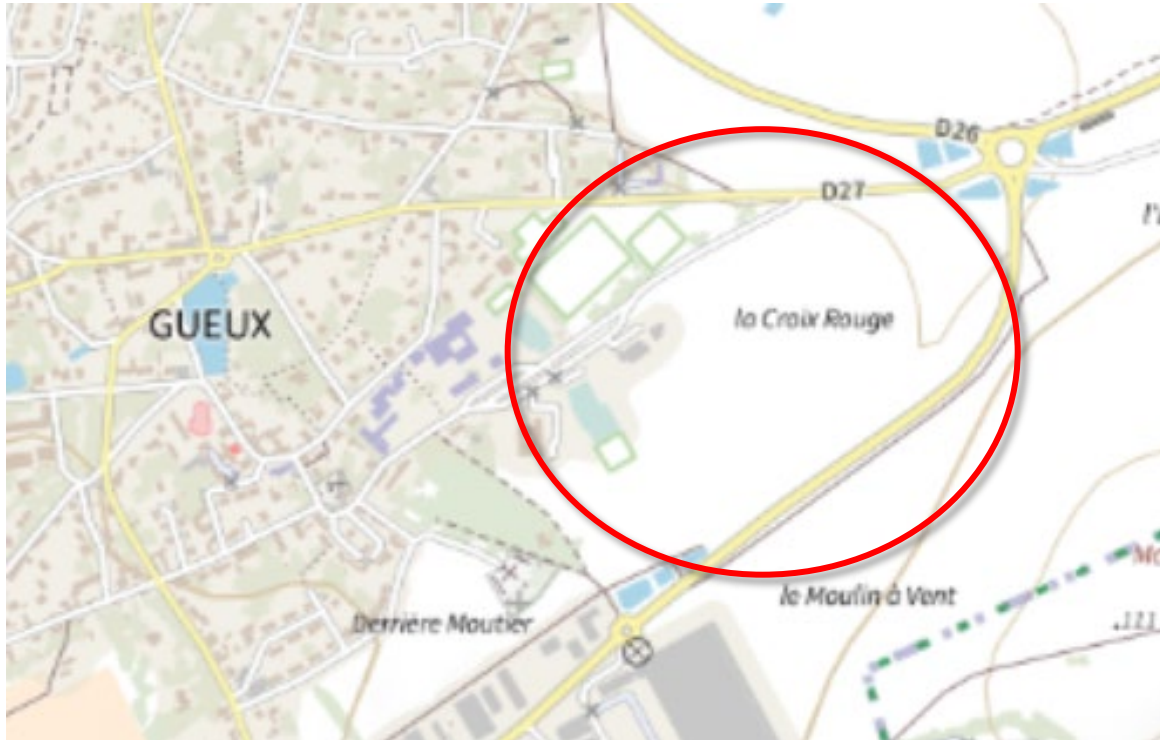 D26
D27
la Croix Rouge
GUEUX
le Moulin à Vent
Derrière Moutier